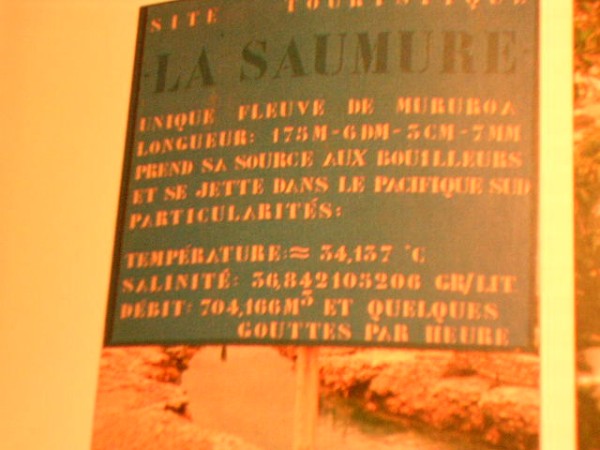 SITE TOURISTIQUE
-LA SAUMURE-
UNIQUE FLEUVE DE MURUROA
LONGUEUR: 175M-6DM-3CM-7MM
PREND SA SOURCE AUX BOUILLEURS
ET SE JETTE DANS LE PACIFIQUE SUD
PARTICULARITÉS:
TEMPÉRATURE:≈ 34,137 °C
SALINITÉ: 36,842105206 GR/LIT
DÉBIT: 704,166M³ ET QUELQUES
GOUTTES PAR HEURE